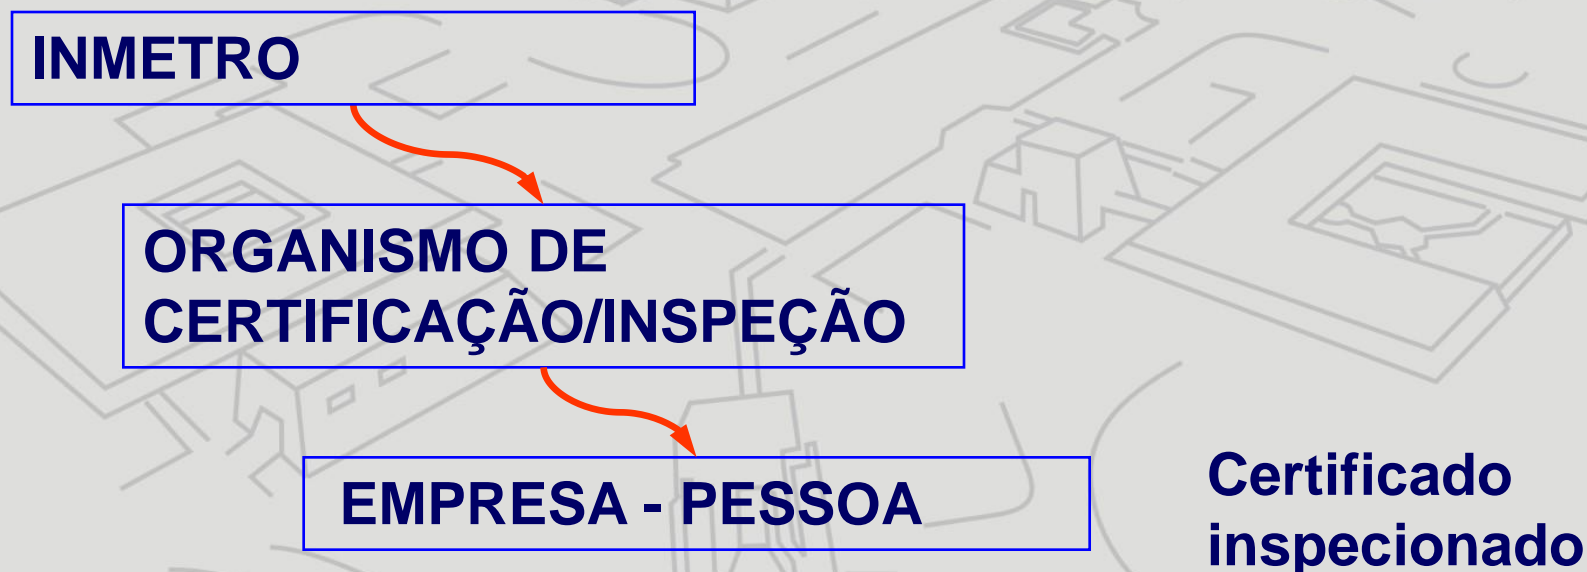 INMETRO
ORGANISMO DE
CERTIFICAÇÃO/INSPEÇÃO
EMPRESA - PESSOA
Certificado
inspecionado